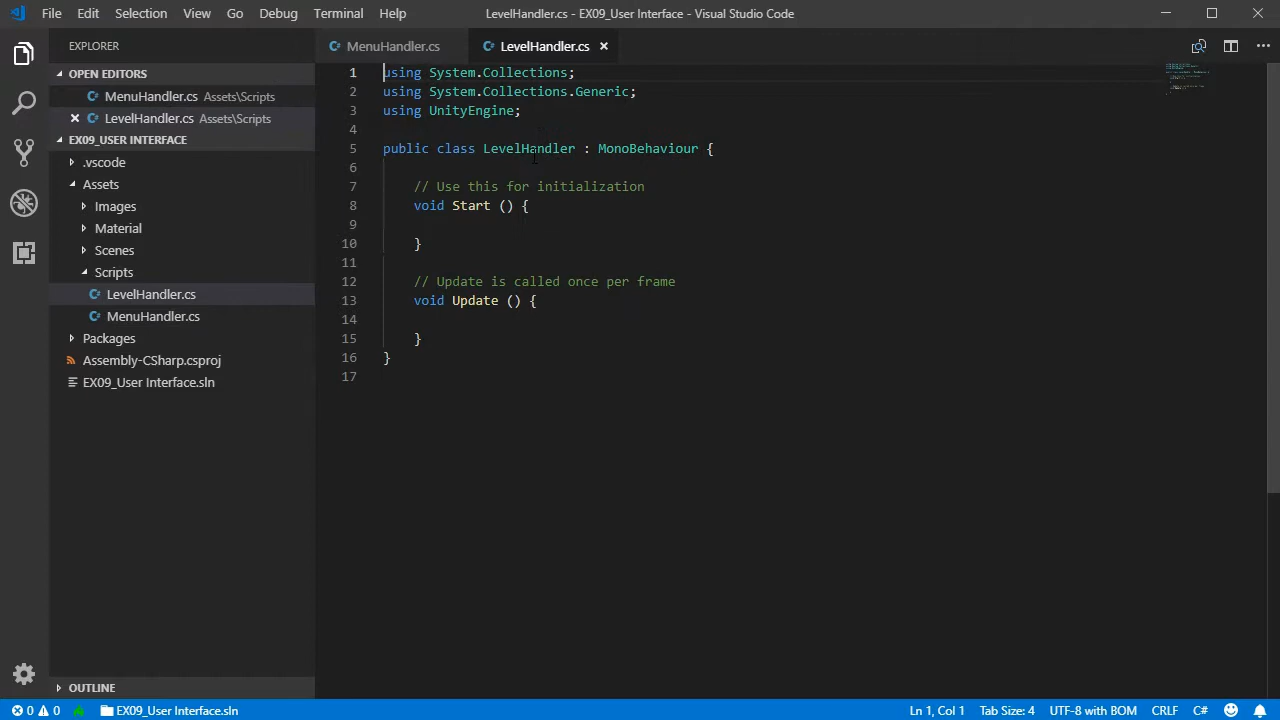 File Edit Selection View Go Debug Terminal Help LevelHandler.cs - EX09_User Interface - Visual Studio Code
EXPLORER
OPEN EDITORS
MenuHandler.cs Assets\Scripts
LevelHandler.cs Assets\Scripts
EX09_USER INTERFACE
.vscode
Assets
Images
Material
Scenes
Scripts
LevelHandler.cs
MenuHandler.cs
Packages
Assembly-CSharp.csproj
EX09_User Interface.sln
OUTLINE
MenuHandler.cs LevelHandler.cs
1 using System.Collections;
2 using System.Collections.Generic;
3 using UnityEngine;
4
5 public class LevelHandler : MonoBehaviour {
6
7 // Use this for initialization
8 void Start () {
9
10 }
11
12 // Update is called once per frame
13 void Update () {
14
15 }
16 }
17
0 0 EX09_User Interface.sln Ln 1, Col 1 Tab Size: 4 UTF-8 with BOM CRLF C#